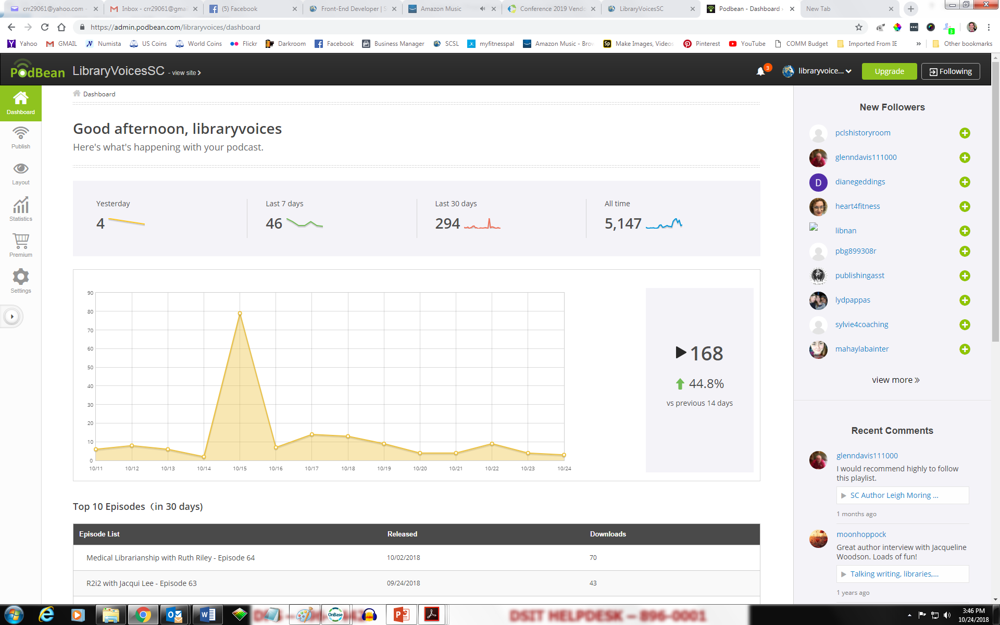 crr29061@yahoo.com -
Inbox - crr29061@gmai
(5) Facebook
Front-End Developer | S
Amazon Music
Conference 2019 Vendo
LibraryVoicesSC
Podbean - Dashboard ›
New Tab
https://admin.podbean.com/libraryvoices/dashboard
3
Yahoo
GMAIL
Numista
US Coins
World Coins
Flickr
Darkroom
Facebook
Business Manager
SCSL
myfitnesspal
Amazon Music - Brow
Make Images, Videos
Pinterest
YouTube
COMM Budget
Imported From IE
»
Other bookmarks
PodBean
LibraryVoicesSC - view site
3
libraryvoice...
Upgrade
Following
Dashboard
Publish
Layout
Statistics
Premium
Settings
Dashboard
Good afternoon, libraryvoices
Here's what's happening with your podcast.
Yesterday
4
Last 7 days
46
Last 30 days
294
All time
5,147
90
80
70
60
50
40
30
20
10
0
10/11 10/12 10/13 10/14 10/15 10/16 10/17 10/18 10/19 10/20 10/21 10/22 10/23 10/24
168
44.8%
vs previous 14 days
Top 10 Episodes（in 30 days)
Episode List Released Downloads
Medical Librarianship with Ruth Riley - Episode 64 10/02/2018 70
R2i2 with Jacqui Lee - Episode 63 09/24/2018 43
New Followers
pclshistoryroom
glenndavis111000
D
dianegeddings
heart4fitness
libnan
pbg899308r
publishingasst
lydpappas
sylvie4coaching
mahaylabainter
view more »
Recent Comments
glenndavis111000
I would recommend highly to follow
this playlist.
SC Author Leigh Moring ...
1 months ago
moonhoppock
Great author interview with Jacqueline
Woodson. Loads of fun!
Talking writing, libraries,...
1 years ago
OnBase
DSIT HELPDESK – 896-0001
3:46 PM
10/24/2018